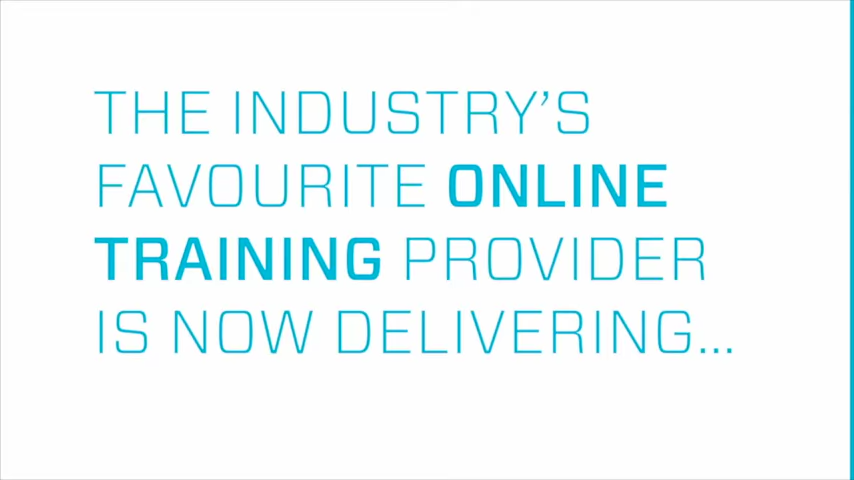 THE INDUSTRY’S
FAVOURITE ONLINE
TRAINING PROVIDER
IS NOW DELIVERING...